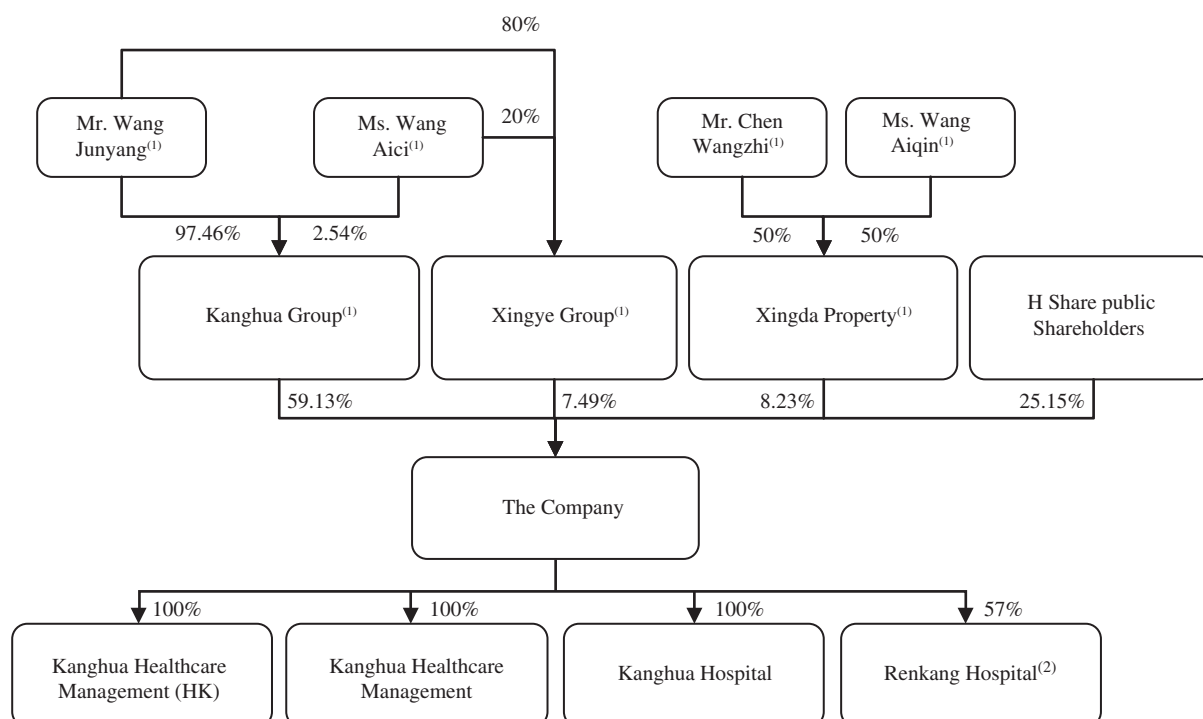 80%
20%
Mr. Wang
Junyang(1)
Ms. Wang
Aici(1)
Mr. Chen
Wangzhi(1)
Ms. Wang
Aiqin(1)
97.46%
2.54%
50%
50%
Kanghua Group(1)
Xingye Group(1)
Xingda Property(1)
H Share public
Shareholders
59.13%
7.49%
8.23%
25.15%
The Company
100%
100%
100%
57%
Kanghua Healthcare
Management (HK)
Kanghua Healthcare
Management
Kanghua Hospital
Renkang Hospital(2)